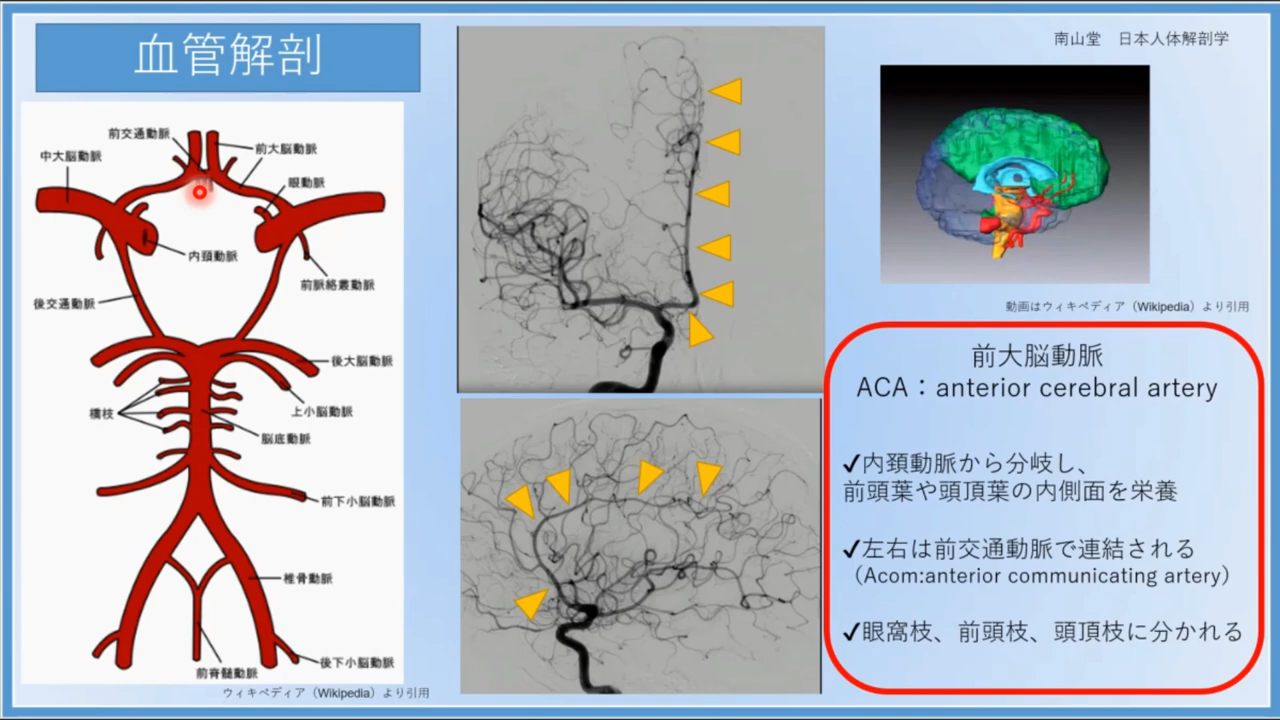 血管解剖
南山堂　日本人体解剖学
前交通動脈
中大脳動脈
前大脳動脈
眼動脈
内頚動脈
前脈絡叢動脈
後交通動脈
後大脳動脈
橋枝
上小脳動脈
脳底動脈
前下小脳動脈
椎骨動脈
後下小脳動脈
前脊髄動脈
ウィキペディア（Wikipedia）より引用
動画はウィキペディア（Wikipedia）より引用
前大脳動脈
ACA：anterior cerebral artery
✔内頚動脈から分岐し、
前頭葉や頭頂葉の内側面を栄養
✔左右は前交通動脈で連結される
（Acom:anterior communicating artery）
✔眼窩枝、前頭枝、頭頂枝に分かれる